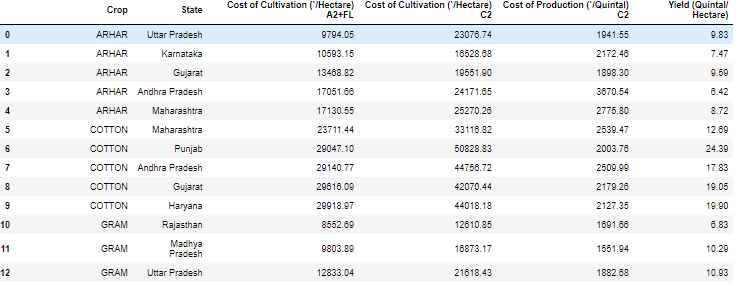 Crop State Cost of Cultivation (`/Hectare) A2+FL Cost of Cultivation (`/Hectare) C2 Cost of Production (`/Quintal) C2 Yield (Quintal/ Hectare)
0 ARHAR Uttar Pradesh 9794.05 23076.74 1941.55 9.83
1 ARHAR Karnataka 10593.15 16528.68 2172.46 7.47
2 ARHAR Gujarat 13468.82 19551.90 1898.30 9.59
3 ARHAR Andhra Pradesh 17051.66 24171.65 3670.54 6.42
4 ARHAR Maharashtra 17130.55 25270.26 2775.80 8.72
5 COTTON Maharashtra 23711.44 33116.82 2539.47 12.69
6 COTTON Punjab 29047.10 50828.83 2003.76 24.39
7 COTTON Andhra Pradesh 29140.77 44756.72 2509.99 17.83
8 COTTON Gujarat 29616.09 42070.44 2179.26 19.05
9 COTTON Haryana 29918.97 44018.18 2127.35 19.90
10 GRAM Rajasthan 8552.69 12610.85 1691.66 6.83
11 GRAM Madhya Pradesh 9803.89 16873.17 1551.94 10.29
12 GRAM Uttar Pradesh 12833.04 21618.43 1882.68 10.93